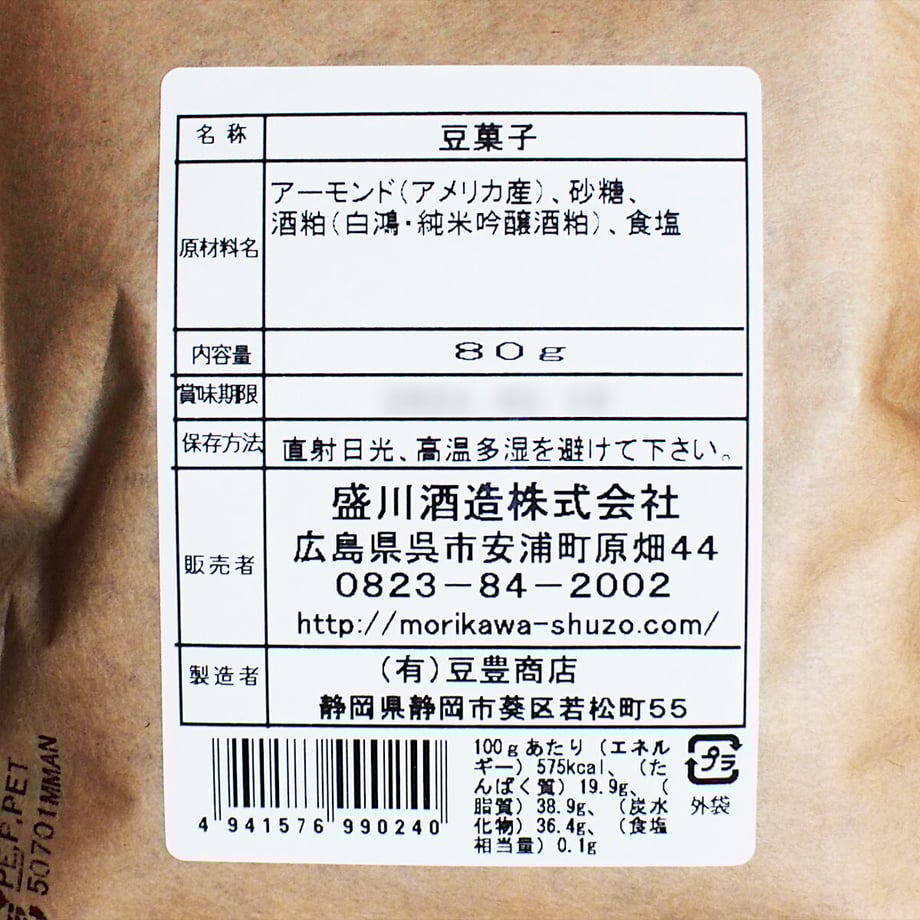 名称 豆菓子
原材料名 アーモンド(アメリカ産)、砂糖、
酒粕(白鴻・純米吟醸酒粕)、食塩
内容量 80g
賞味期限
保存方法 直射日光、高温多湿を避けて下さい。
販売者 盛川酒造株式会社
広島県呉市安浦町原畑44
0823-84-2002
http://morikawa-shuzo.com/
製造者 (有)豆豊商店
静岡県静岡市葵区若松町55
4 941576 990240
100gあたり(エネル
ギー)575kcal、(た
んぱく質)19.9g、(
脂質)38.9g、(炭水
化物)36.4g、(食塩
相当量)0.1g
プラ
外袋
PE,P,PET
50701MMAN